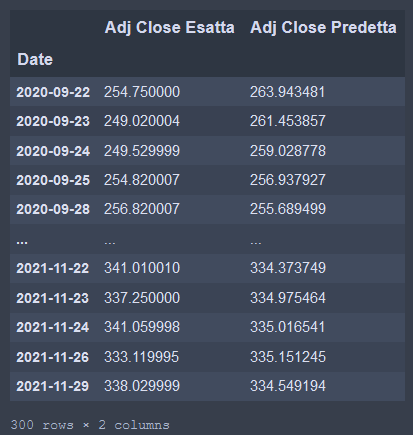 Adj Close Esatta Adj Close Predetta
Date
2020-09-22 254.750000 263.943481
2020-09-23 249.020004 261.453857
2020-09-24 249.529999 259.028778
2020-09-25 254.820007 256.937927
2020-09-28 256.820007 255.689499
... ... ...
2021-11-22 341.010010 334.373749
2021-11-23 337.250000 334.975464
2021-11-24 341.059998 335.016541
2021-11-26 333.119995 335.151245
2021-11-29 338.029999 334.549194
300 rows × 2 columns